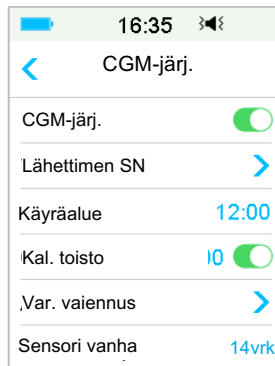 16:35
CGM-järj.
CGM-järj.
Lähettimen SN
Käyräalue 12:00
Kal. toisto
Var. vaiennus
Sensori vanha 14vrk